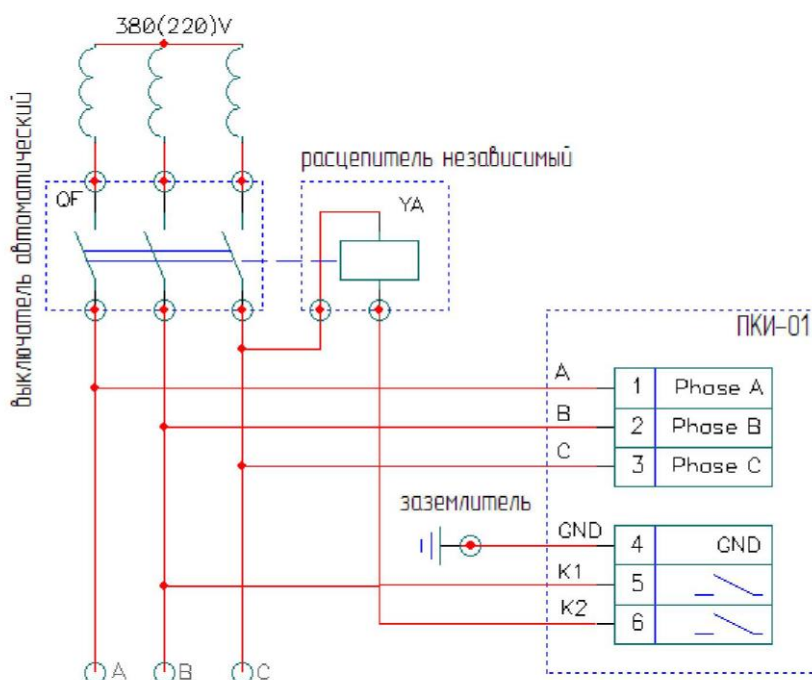 380(220)V
выключатель автоматический
расцепитель независимый
QF
YA
ПКИ-01
A
1
Phase A
B
2
Phase B
C
3
Phase C
заземлитель
GND
4
GND
K1
5
K2
6
A
B
C